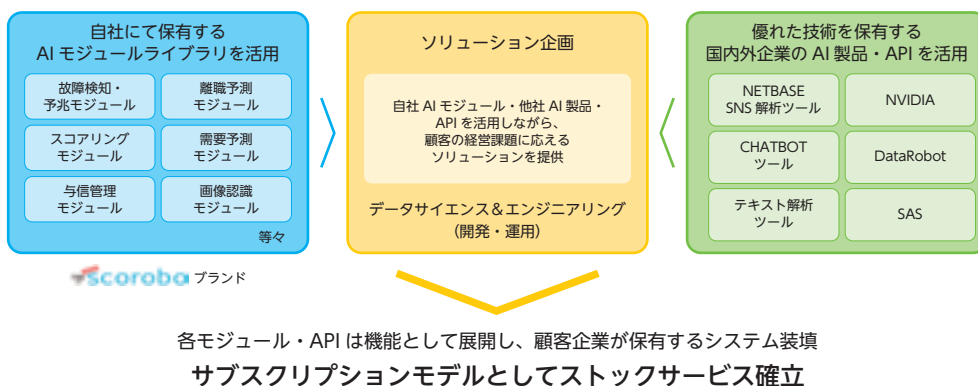 自社にて保有する
AI モジュールライブラリを活用
故障検知・
予兆モジュール
離職予測
モジュール
スコアリング
モジュール
需要予測
モジュール
与信管理
モジュール
画像認識
モジュール
等々
scorobo ブランド
ソリューション企画
自社 AI モジュール・他社 AI 製品・
API を活用しながら、
顧客の経営課題に応える
ソリューションを提供
データサイエンス＆エンジニアリング
（開発・運用）
優れた技術を保有する
国内外企業の AI 製品・API を活用
NETBASE
SNS 解析ツール
NVIDIA
CHATBOT
ツール
DataRobot
テキスト解析
ツール
SAS
各モジュール・API は機能として展開し、顧客企業が保有するシステム装填
サブスクリプションモデルとしてストックサービス確立